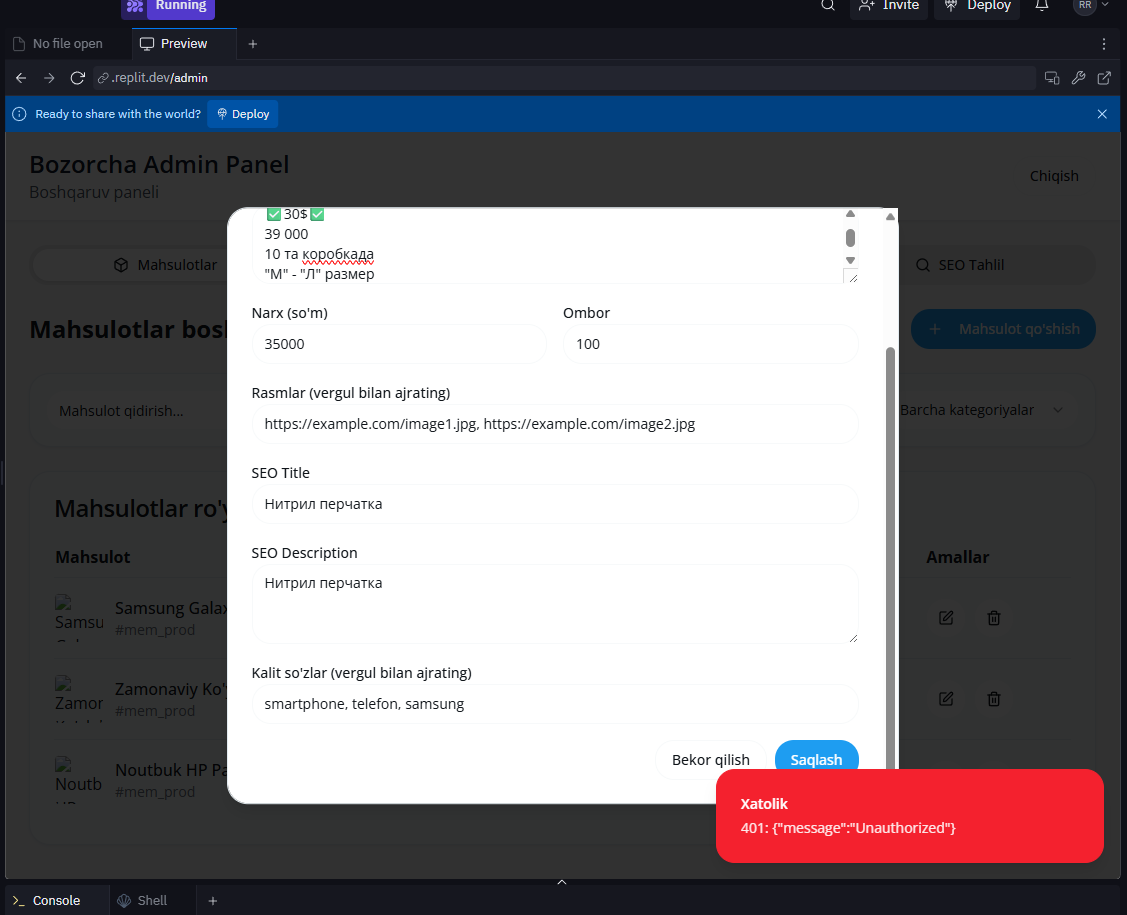 Running
Invite
Deploy
RR
No file open
Preview
.replit.dev/admin
Ready to share with the world?
Deploy
Bozorcha Admin Panel
Boshqaruv paneli
Chiqish
✅30$✅
39 000
10 та коробкада
"М" - "Л" размер
Mahsulotlar
SEO Tahlil
Narx (so'm)
Ombor
35000
100
Mahsulotlar bosh
+ Mahsulot qo'shish
Rasmlar (vergul bilan ajrating)
https://example.com/image1.jpg, https://example.com/image2.jpg
Mahsulot qidirish...
Barcha kategoriyalar
SEO Title
Нитрил перчатка
Mahsulotlar ro'y
SEO Description
Нитрил перчатка
Mahsulot
Amallar
Samsu
Samsung Galax
#mem_prod
Kalit so'zlar (vergul bilan ajrating)
smartphone, telefon, samsung
Zamor
Zamonaviy Ko'
#mem_prod
Bekor qilish
Saqlash
Noutb
Noutbuk HP Pa
#mem_prod
Xatolik
401: {"message":"Unauthorized"}
Console
Shell